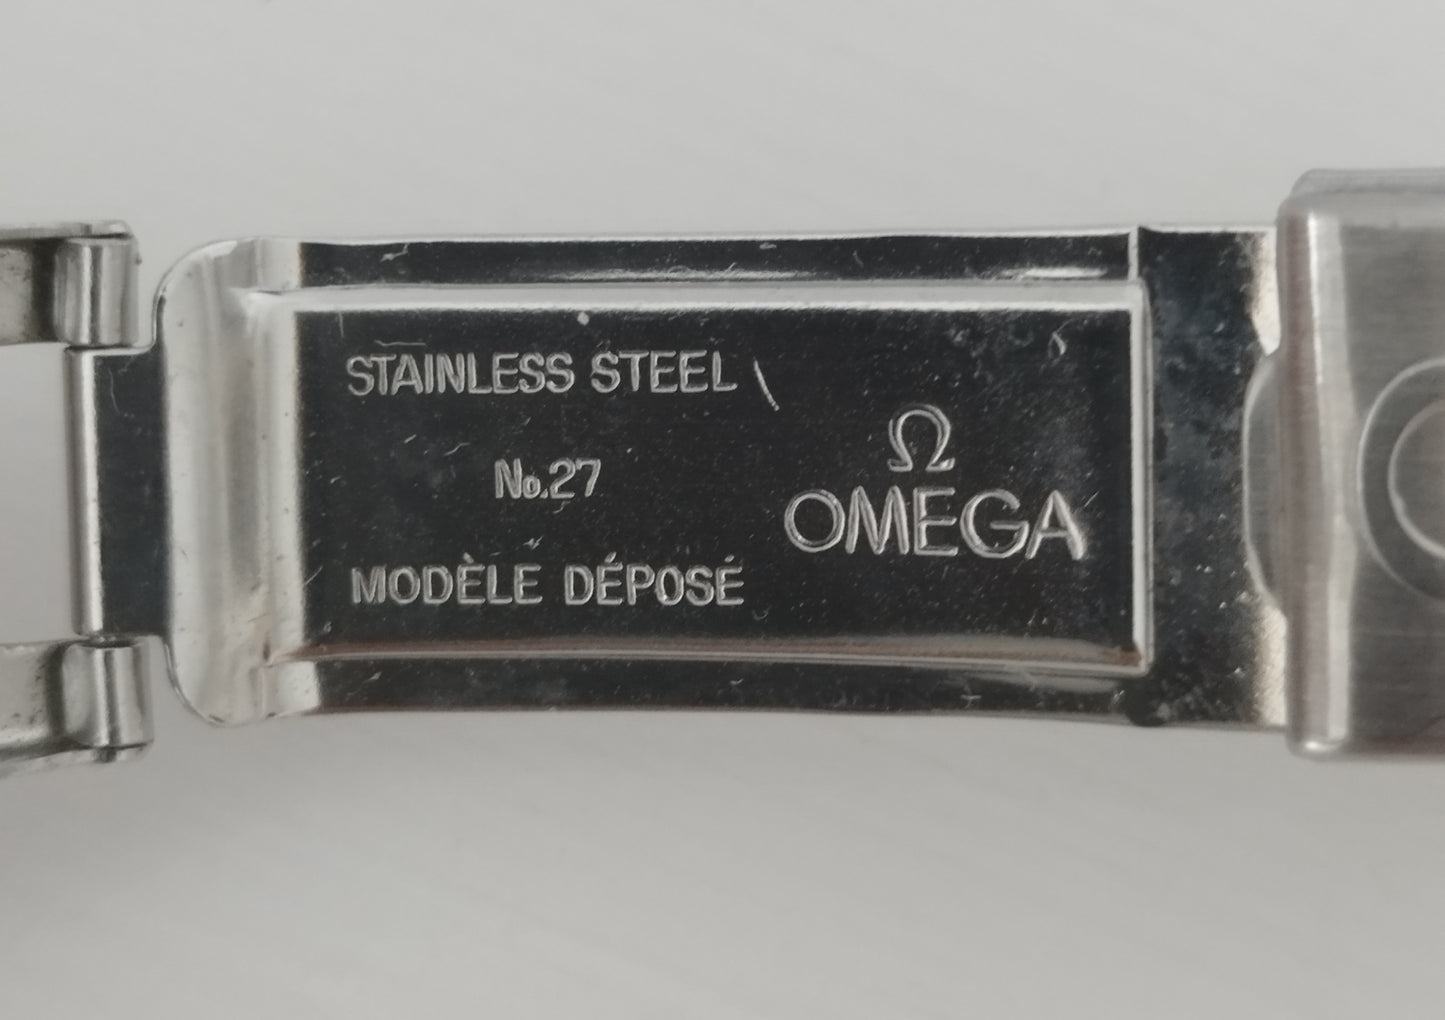 STAINLESS STEEL
No.27
MODÈLE DÉPOSÉ
Ω
OMEGA